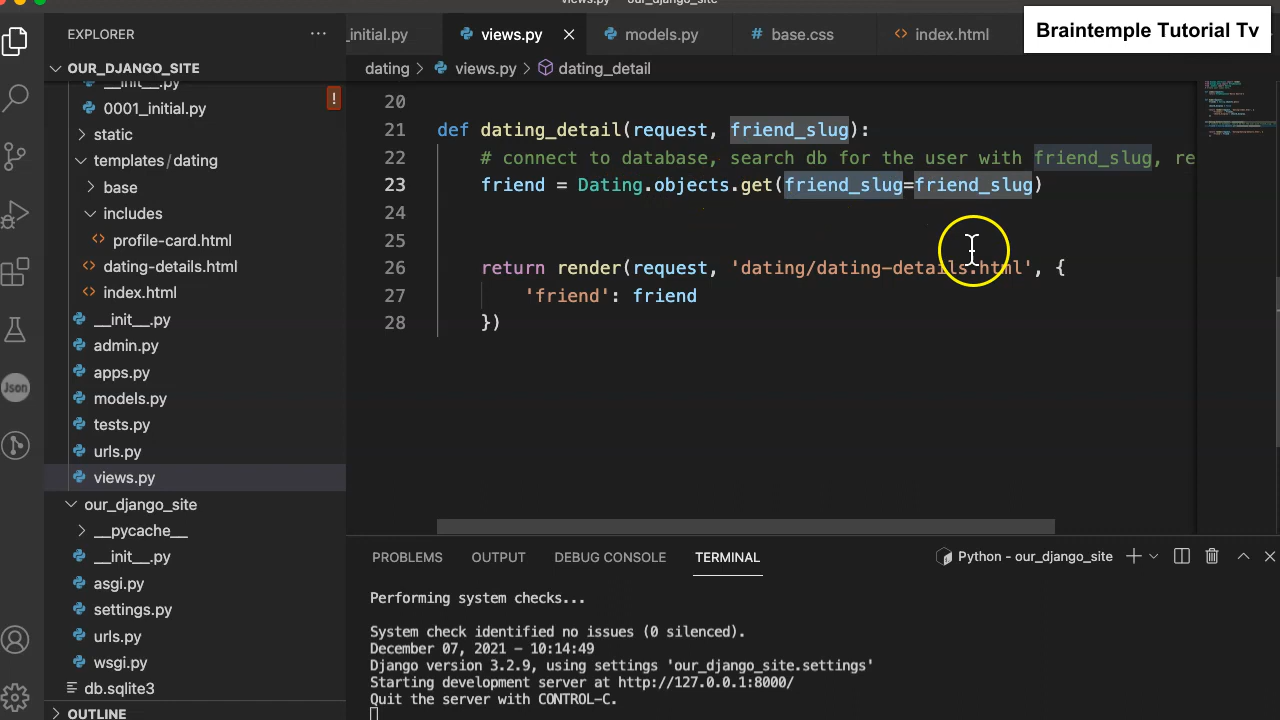 views.py — our_django_site
Braintemple Tutorial Tv
EXPLORER
_initial.py
views.py
models.py
# base.css
<> index.html
OUR_DJANGO_SITE
dating > views.py > dating_detail
__init__.py
0001_initial.py
!
static
templates / dating
base
includes
<> profile-card.html
<> dating-details.html
<> index.html
__init__.py
admin.py
apps.py
models.py
tests.py
urls.py
views.py
our_django_site
__pycache__
__init__.py
asgi.py
settings.py
urls.py
wsgi.py
db.sqlite3
OUTLINE
Json
20
21 def dating_detail(request, friend_slug):
22 # connect to database, search db for the user with friend_slug, re
23 friend = Dating.objects.get(friend_slug=friend_slug)
24
25
26 return render(request, 'dating/dating-details.html', {
27 'friend': friend
28 })
PROBLEMS OUTPUT DEBUG CONSOLE TERMINAL
Python - our_django_site
Performing system checks...
System check identified no issues (0 silenced).
December 07, 2021 - 10:14:49
Django version 3.2.9, using settings 'our_django_site.settings'
Starting development server at http://127.0.0.1:8000/
Quit the server with CONTROL-C.